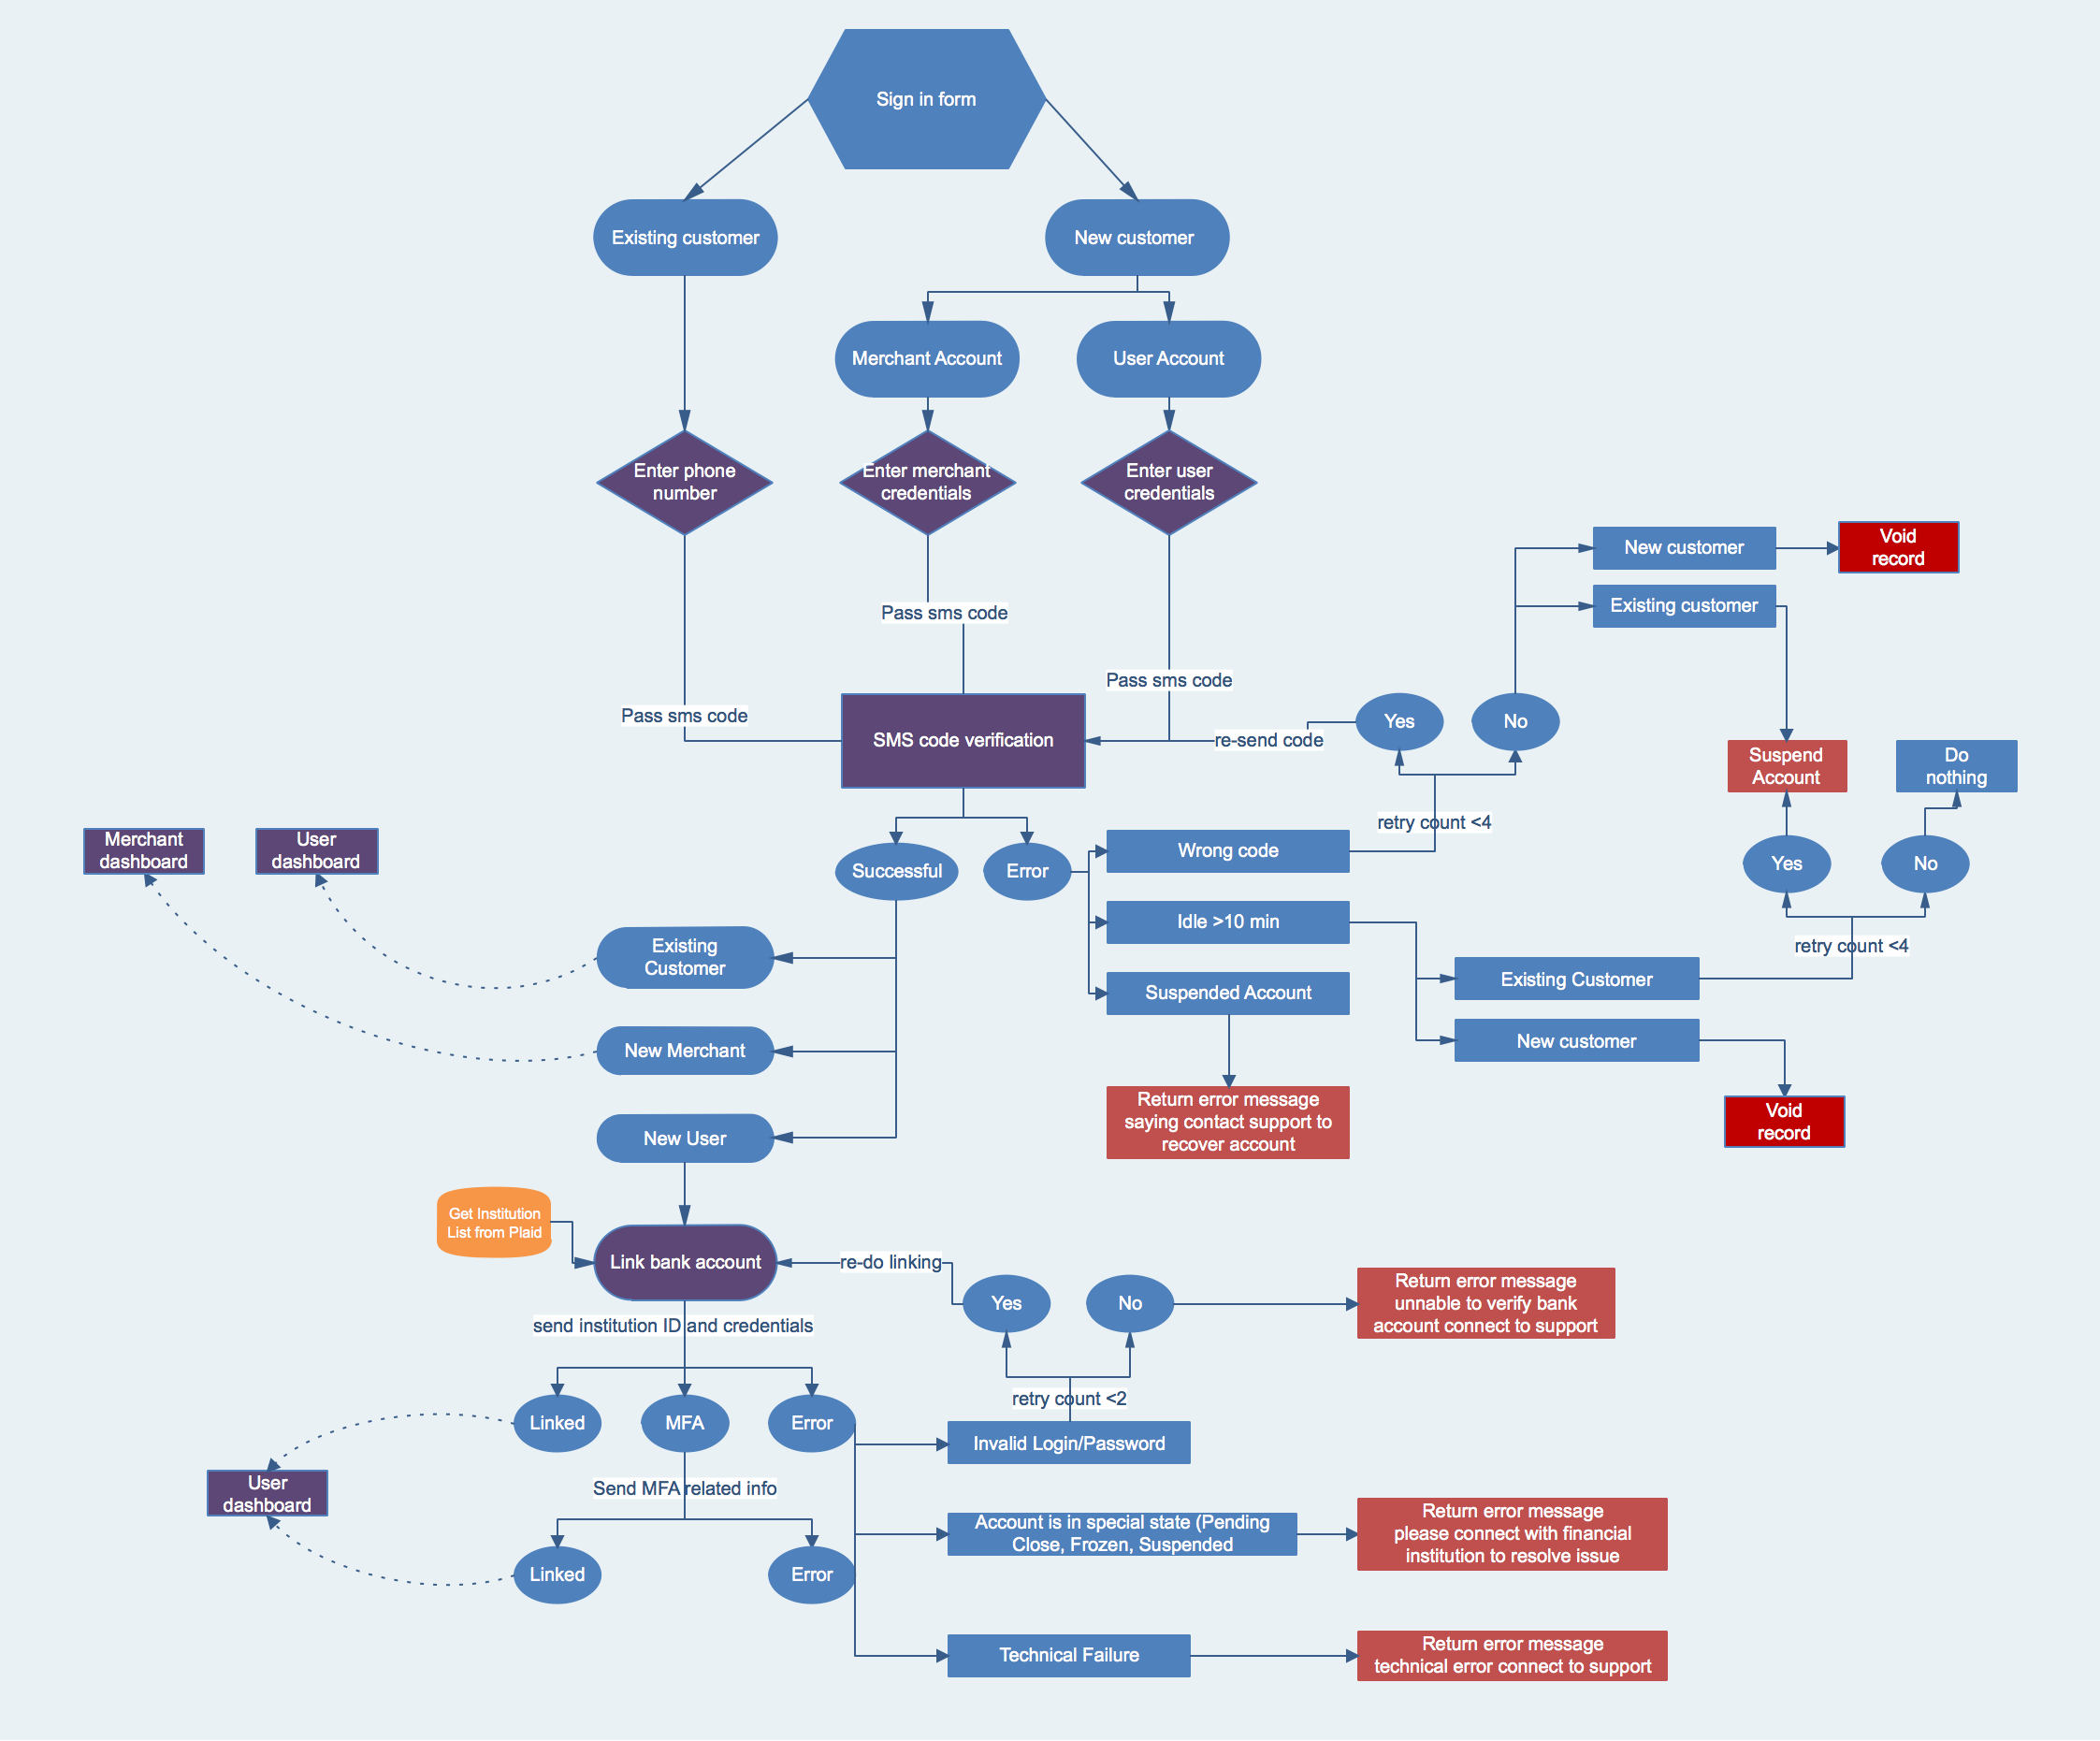 Sign in form
Existing customer
New customer
Merchant Account
User Account
Enter phone
number
Enter merchant
credentials
Enter user
credentials
New customer
Void
record
Existing customer
Pass sms code
Pass sms code
Pass sms code
SMS code verification
re-send code
Yes
No
Suspend
Account
Do
nothing
retry count <4
Merchant
dashboard
User
dashboard
Successful
Error
Wrong code
Yes
No
Idle >10 min
retry count <4
Existing
Customer
Existing Customer
Suspended Account
New Merchant
New customer
Return error message
saying contact support to
recover account
Void
record
New User
Get Institution
List from Plaid
Link bank account
re-do linking
Yes
No
Return error message
unnable to verify bank
account connect to support
send institution ID and credentials
retry count <2
Linked
MFA
Error
Invalid Login/Password
User
dashboard
Send MFA related info
Account is in special state (Pending
Close, Frozen, Suspended
Return error message
please connect with financial
institution to resolve issue
Linked
Error
Technical Failure
Return error message
technical error connect to support